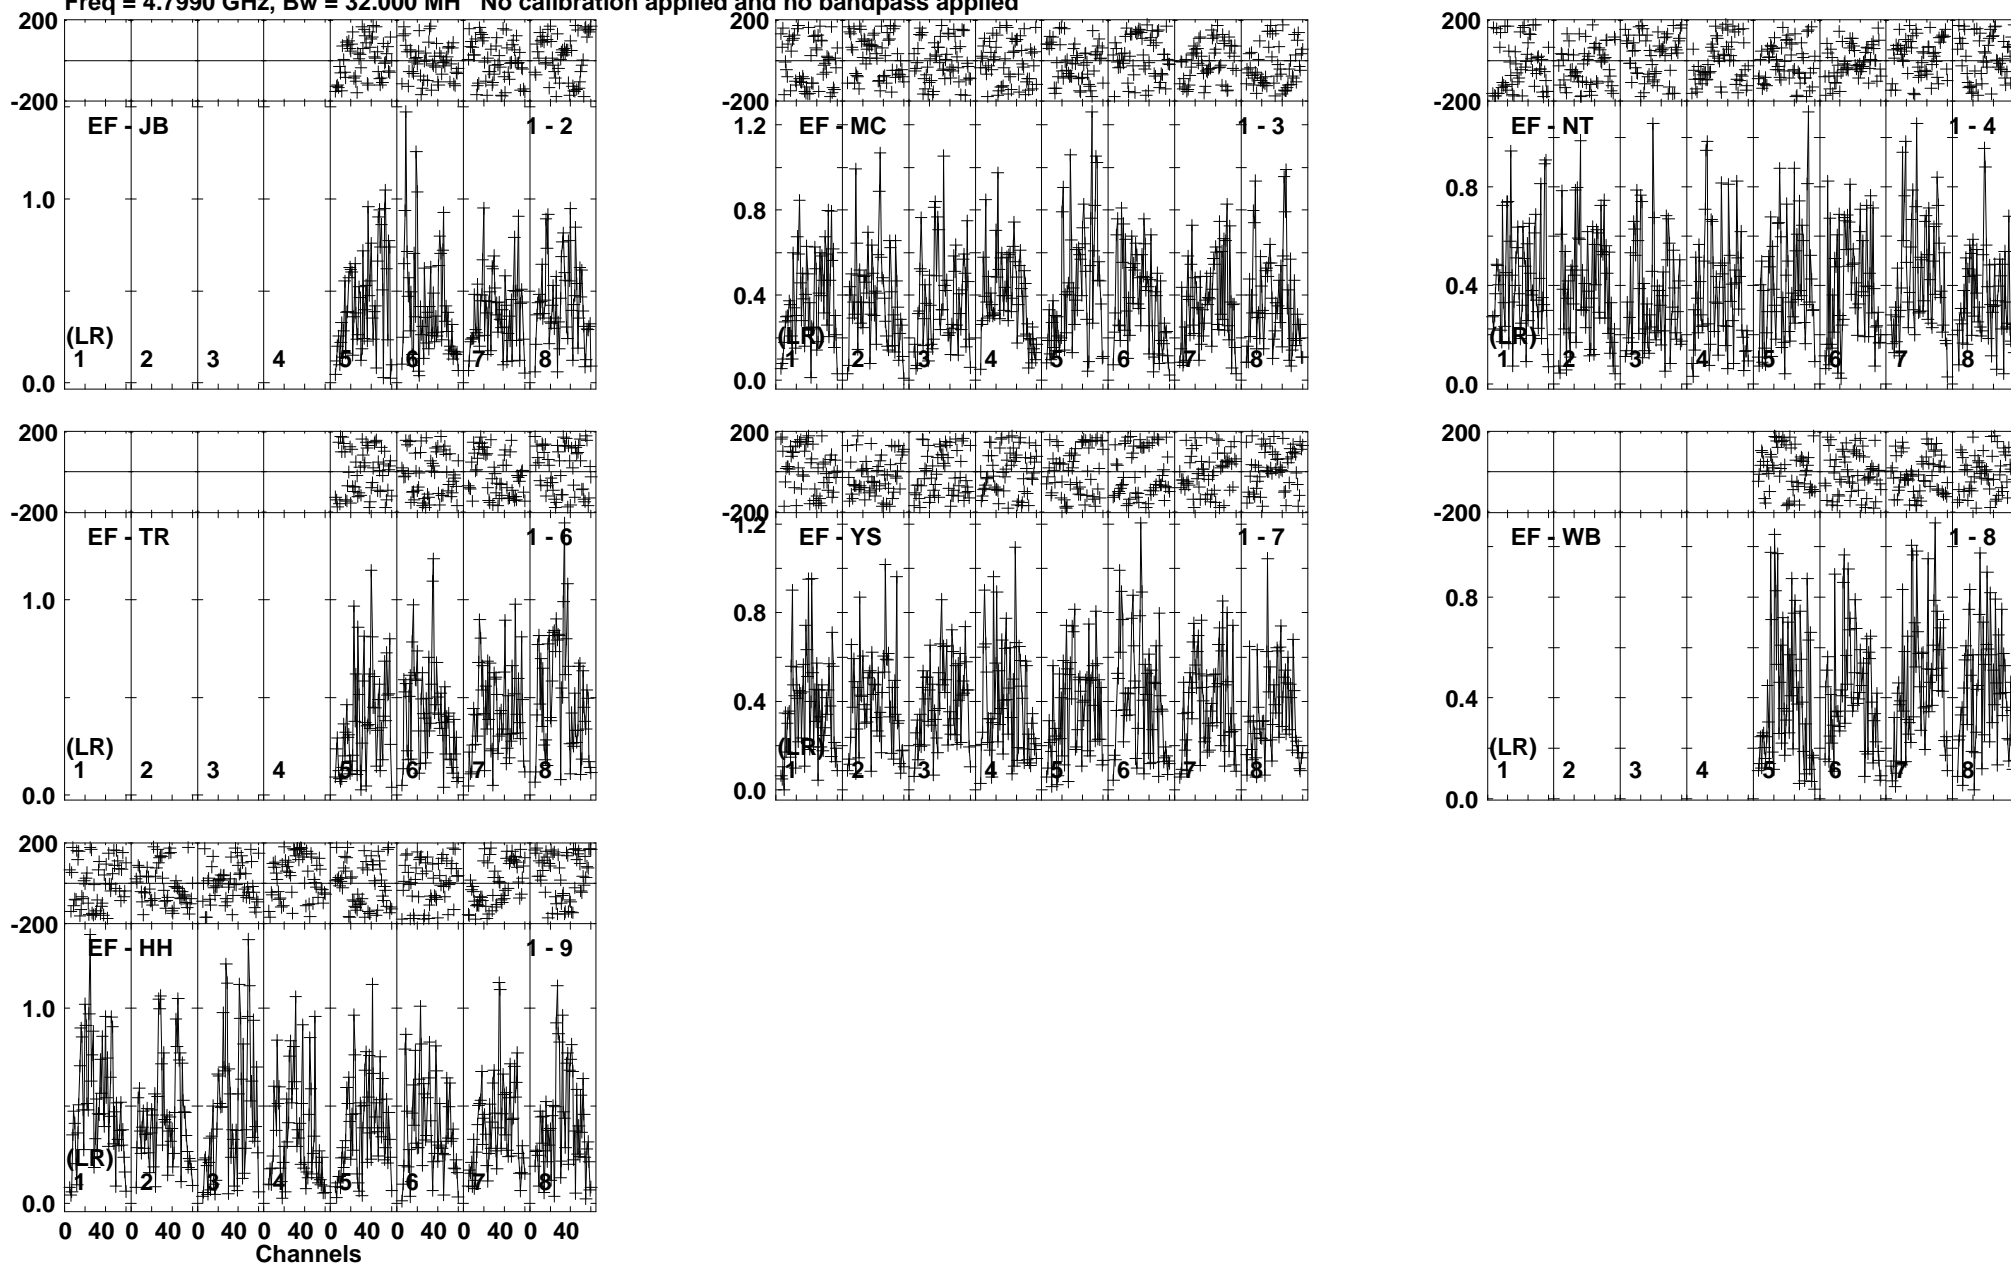 Freq = 4.7990 GHz, Bw = 32.000 MH No calibration applied and no bandpass applied
200 200 200
-200 -200 -200
EF - JB 1 - 2 EF - MC 1 - 3 EF - NT 1 - 4
1.2
1.0 0.8 0.8
0.4 0.4
(LR) (LR) (LR)
1 2 3 4 5 6 7 8 1 2 3 4 5 6 7 8 1 2 3 4 5 6 7 8
0.0 0.0 0.0
200 200 200
-200 -200 -200
1.2
EF - TR 1 - 6 EF - YS 1 - 7 EF - WB 1 - 8
1.0 0.8 0.8
0.4 0.4
(LR) (LR) (LR)
1 2 3 4 5 6 7 8 1 2 3 4 5 6 7 8 1 2 3 4 5 6 7 8
0.0 0.0 0.0
200
-200
EF - HH 1 - 9
1.0
(LR)
1 2 3 4 5 6 7 8
0.0
0 40 0 40 0 40 0 40 0 40 0 40 0 40 0 40
Channels